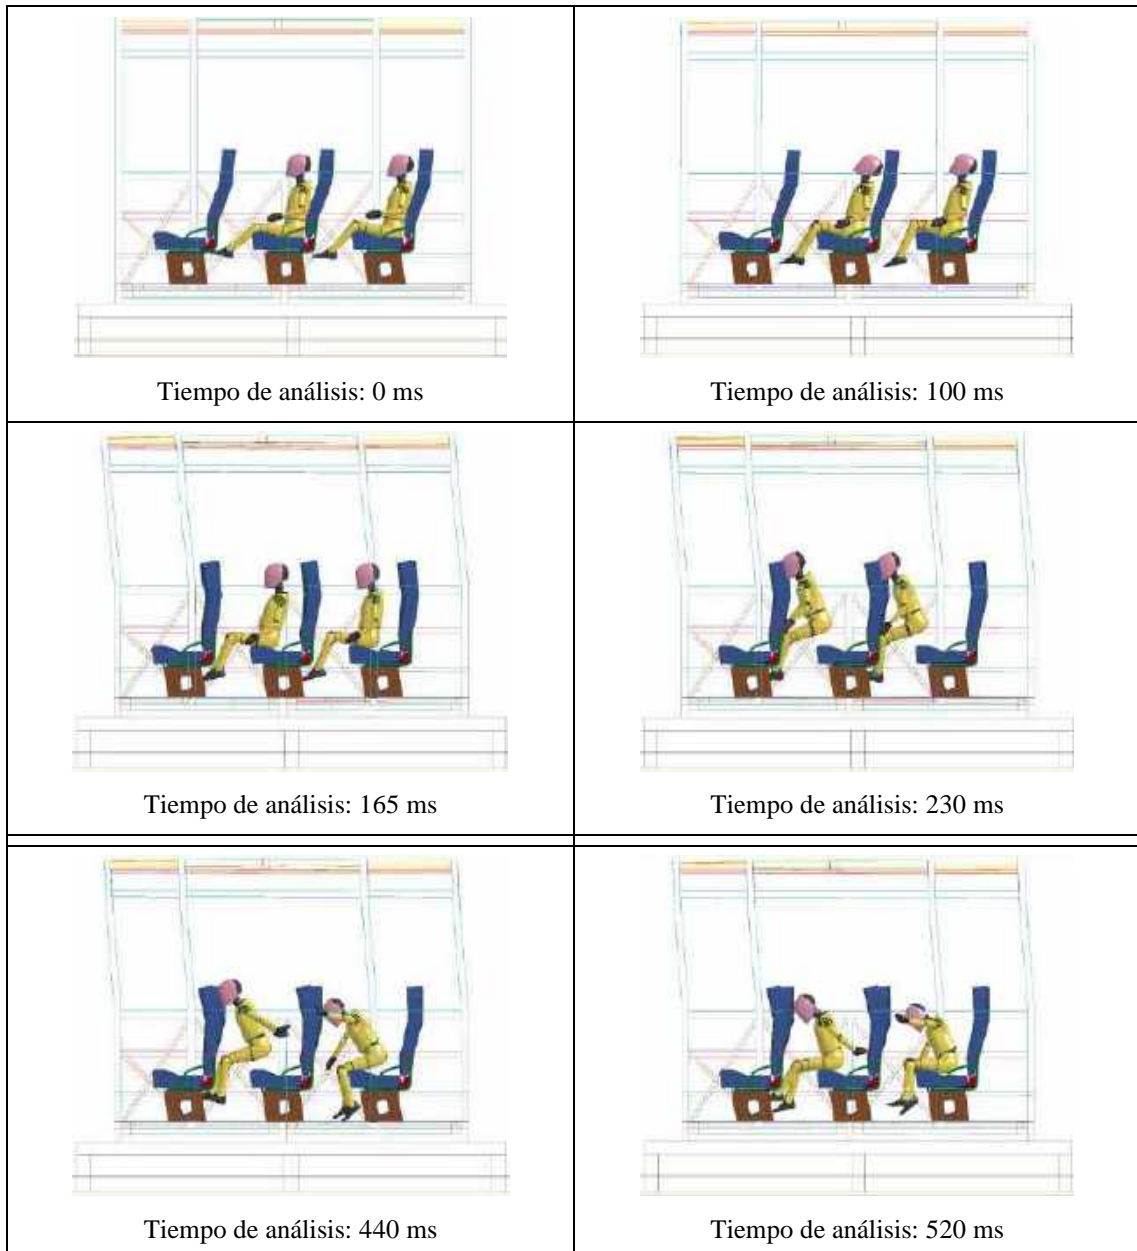 Tiempo de análisis: 0 ms
Tiempo de análisis: 100 ms
Tiempo de análisis: 165 ms
Tiempo de análisis: 230 ms
Tiempo de análisis: 440 ms
Tiempo de análisis: 520 ms